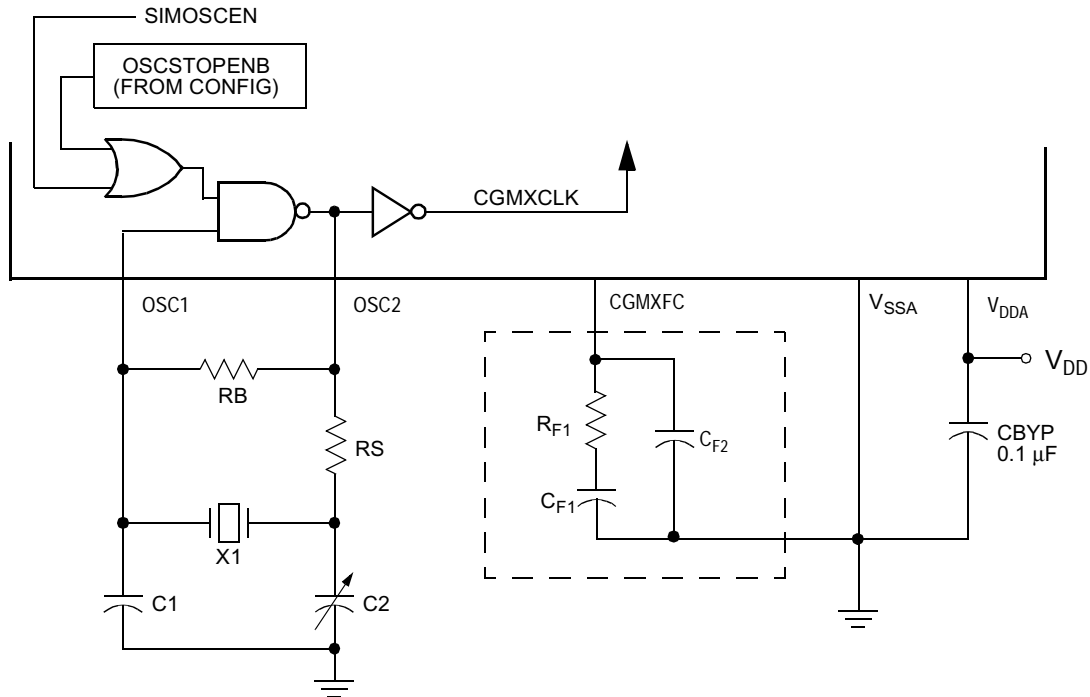 SIMOSCEN
OSCSTOPENB
(FROM CONFIG)
CGMXCLK
OSC1
OSC2
CGMXFC
VSSA
VDDA
VDD
RB
RS
RF1
CF2
CBYP
0.1 μF
CF1
X1
C1
C2